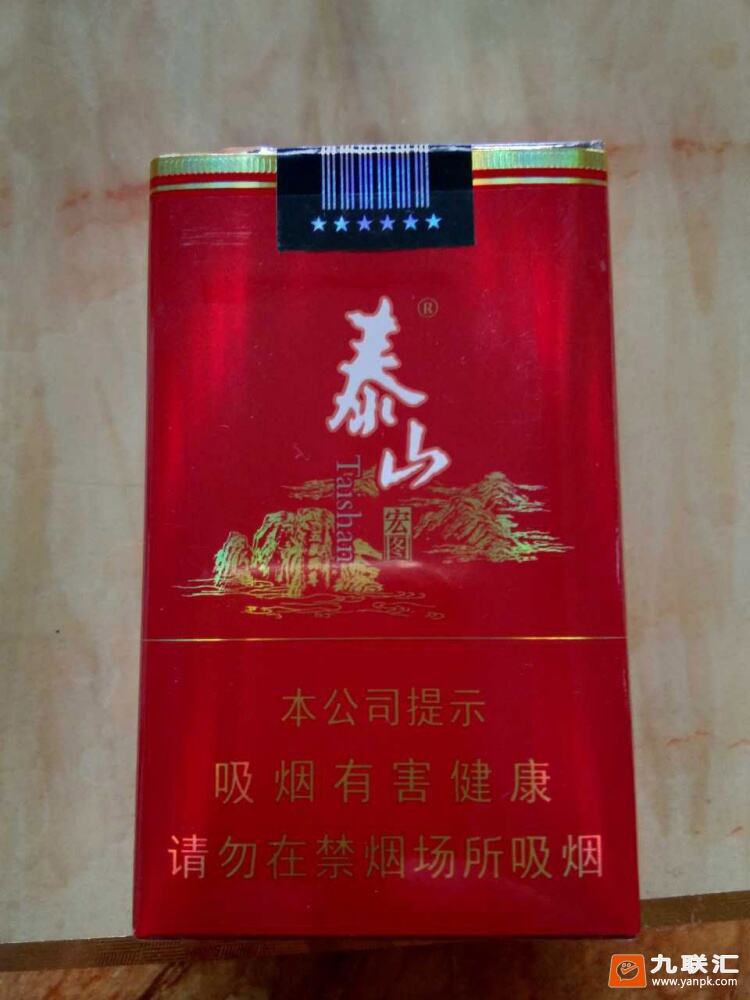 泰山
®
Taishan
宏图
本公司提示
吸烟有害健康
请勿在禁烟场所吸烟
九联汇
www.yanpk.com